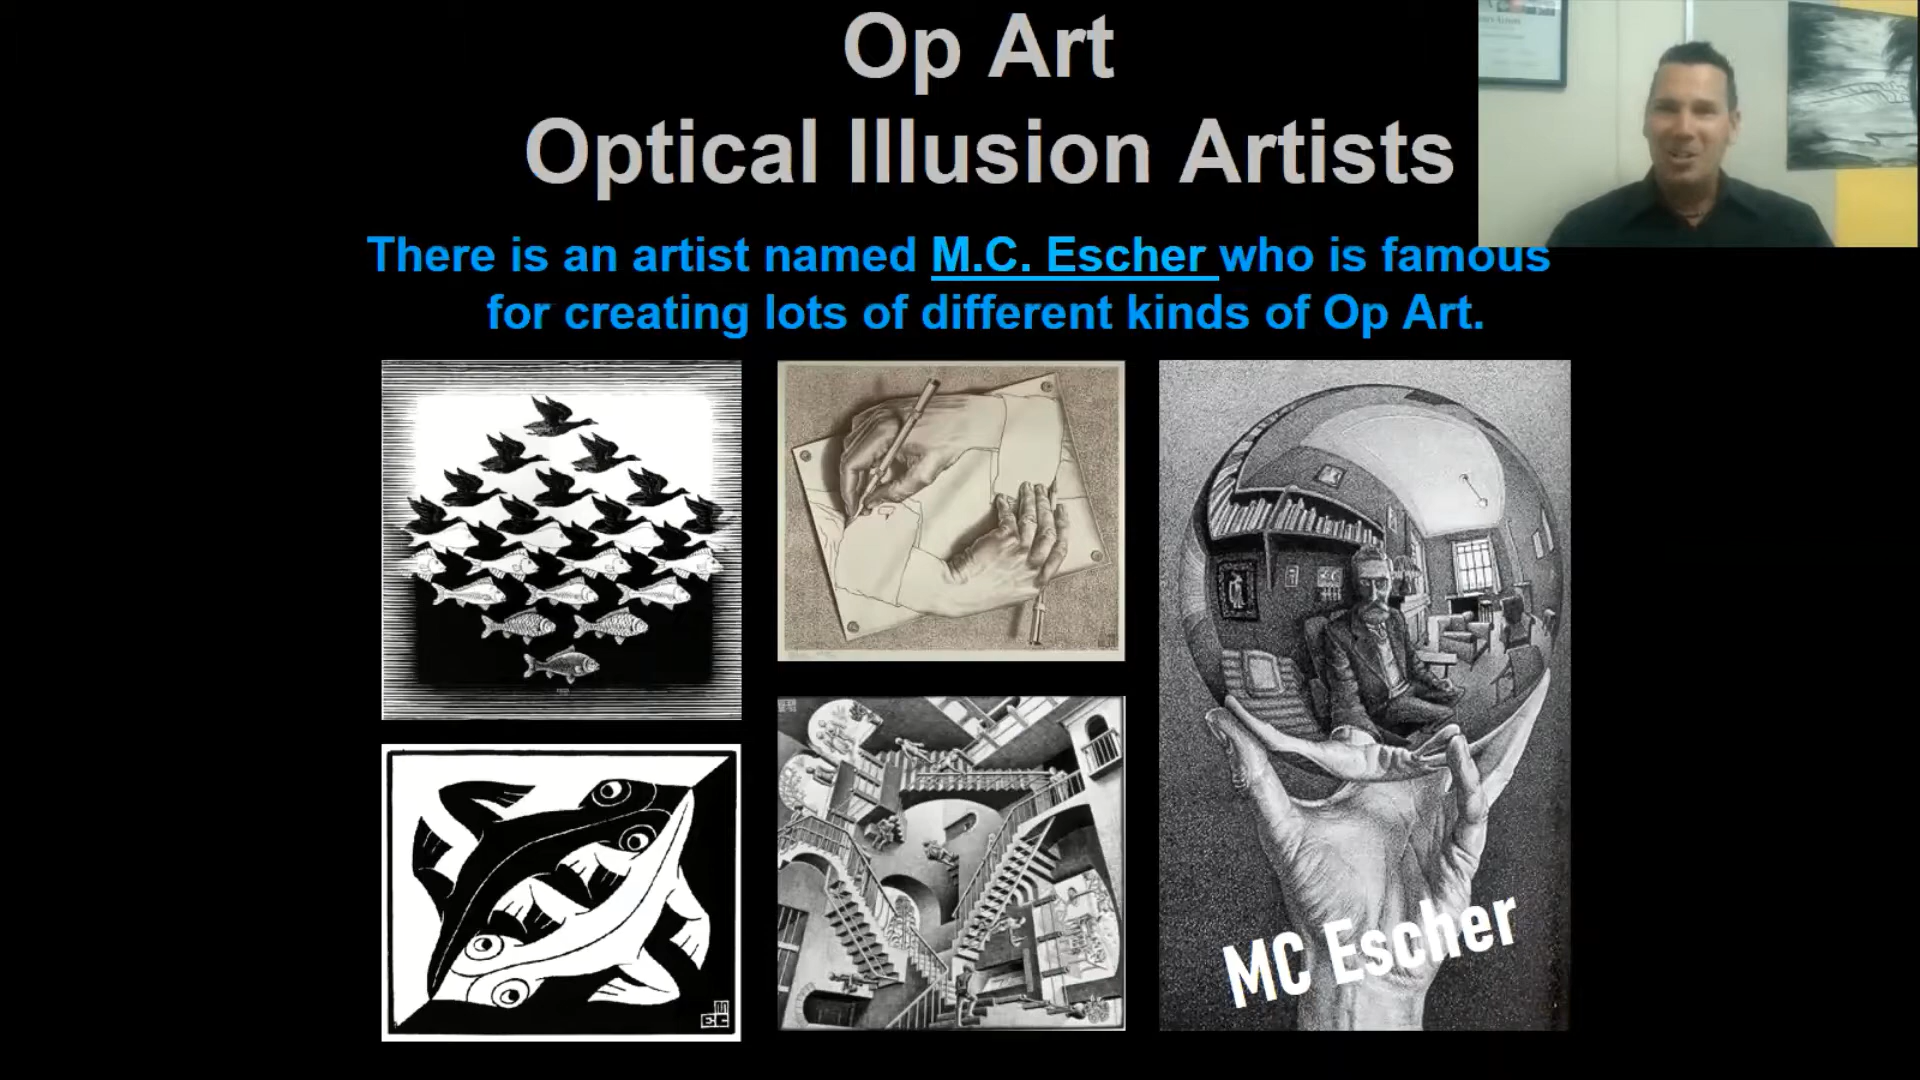 Op Art
Optical Illusion Artists
There is an artist named M.C. Escher who is famous
for creating lots of different kinds of Op Art.
MC Escher